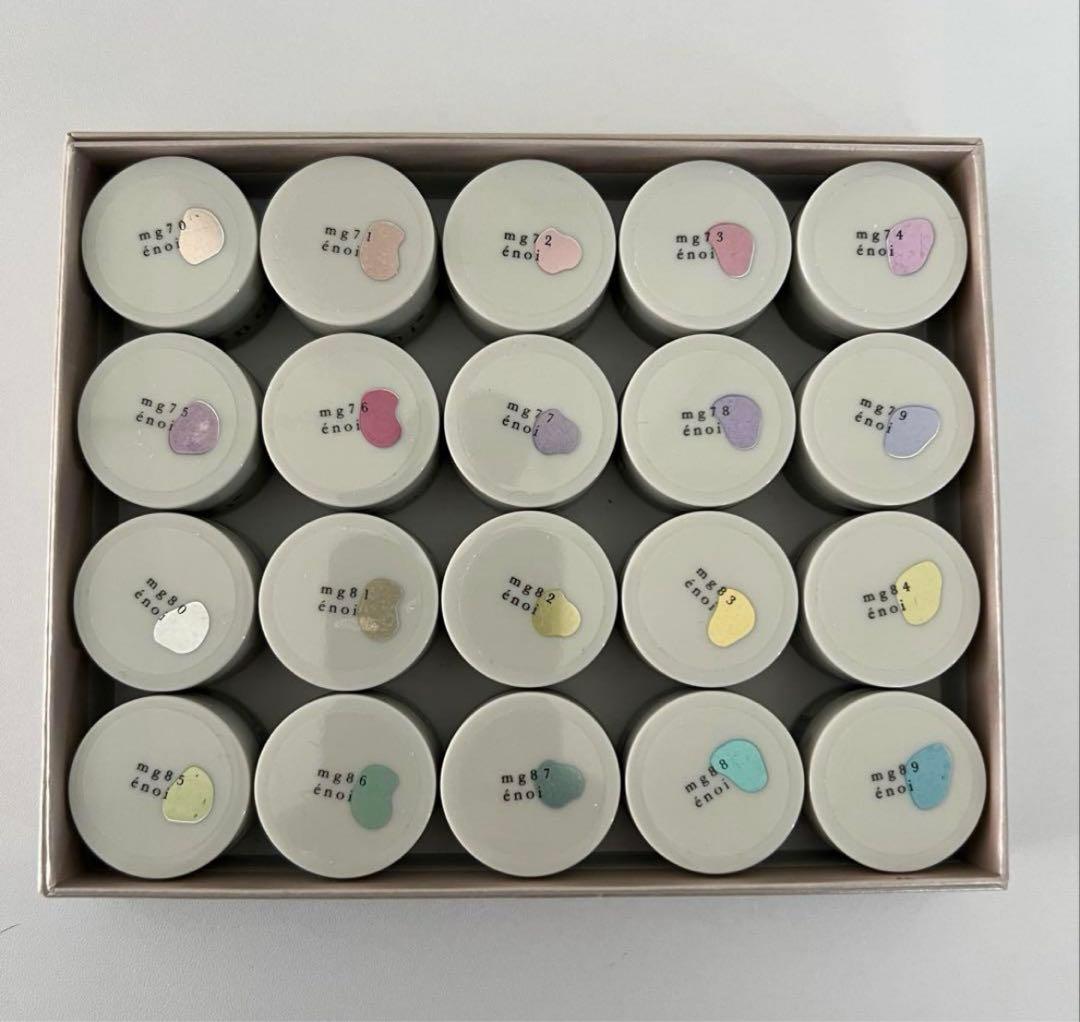 mg70
énoi
mg71
énoi
mg72
énoi
mg73
énoi
mg74
énoi
mg75
énoi
mg76
énoi
mg77
énoi
mg78
énoi
mg79
énoi
mg80
énoi
mg81
énoi
mg82
énoi
mg83
énoi
mg84
énoi
mg85
énoi
mg86
énoi
mg87
énoi
mg88
énoi
mg89
énoi